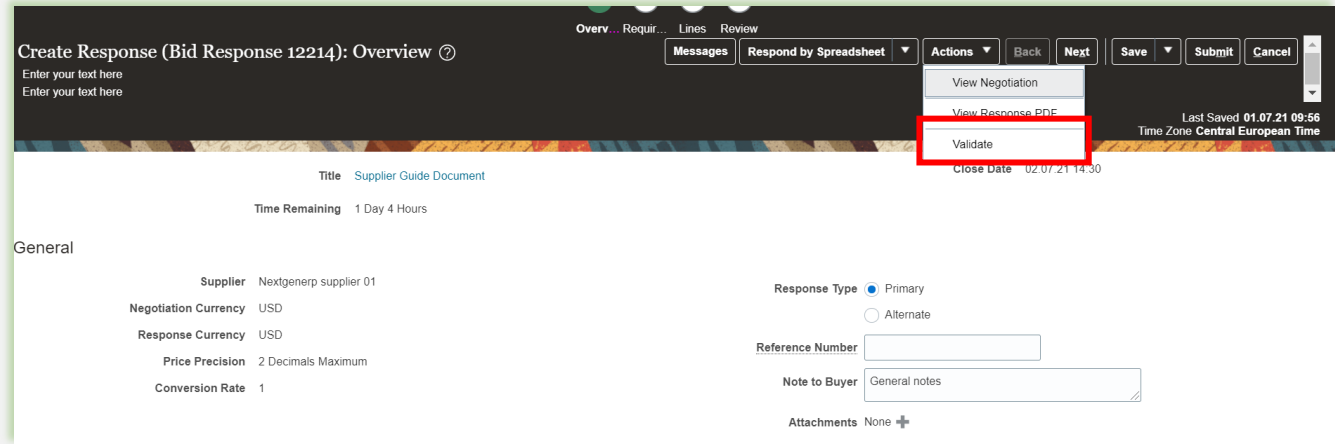 Overv... Requir... Lines Review
Create Response (Bid Response 12214): Overview ?
Messages Respond by Spreadsheet Actions Back Next Save Submit Cancel
Enter your text here
Enter your text here
View Negotiation
View Response PDF
Validate
Last Saved 01.07.21 09:56
Time Zone Central European Time
Title Supplier Guide Document
Close Date 02.07.21 14:30
Time Remaining 1 Day 4 Hours
General
Supplier Nextgenerp supplier 01
Negotiation Currency USD
Response Currency USD
Price Precision 2 Decimals Maximum
Conversion Rate 1
Response Type Primary
Alternate
Reference Number
Note to Buyer General notes
Attachments None